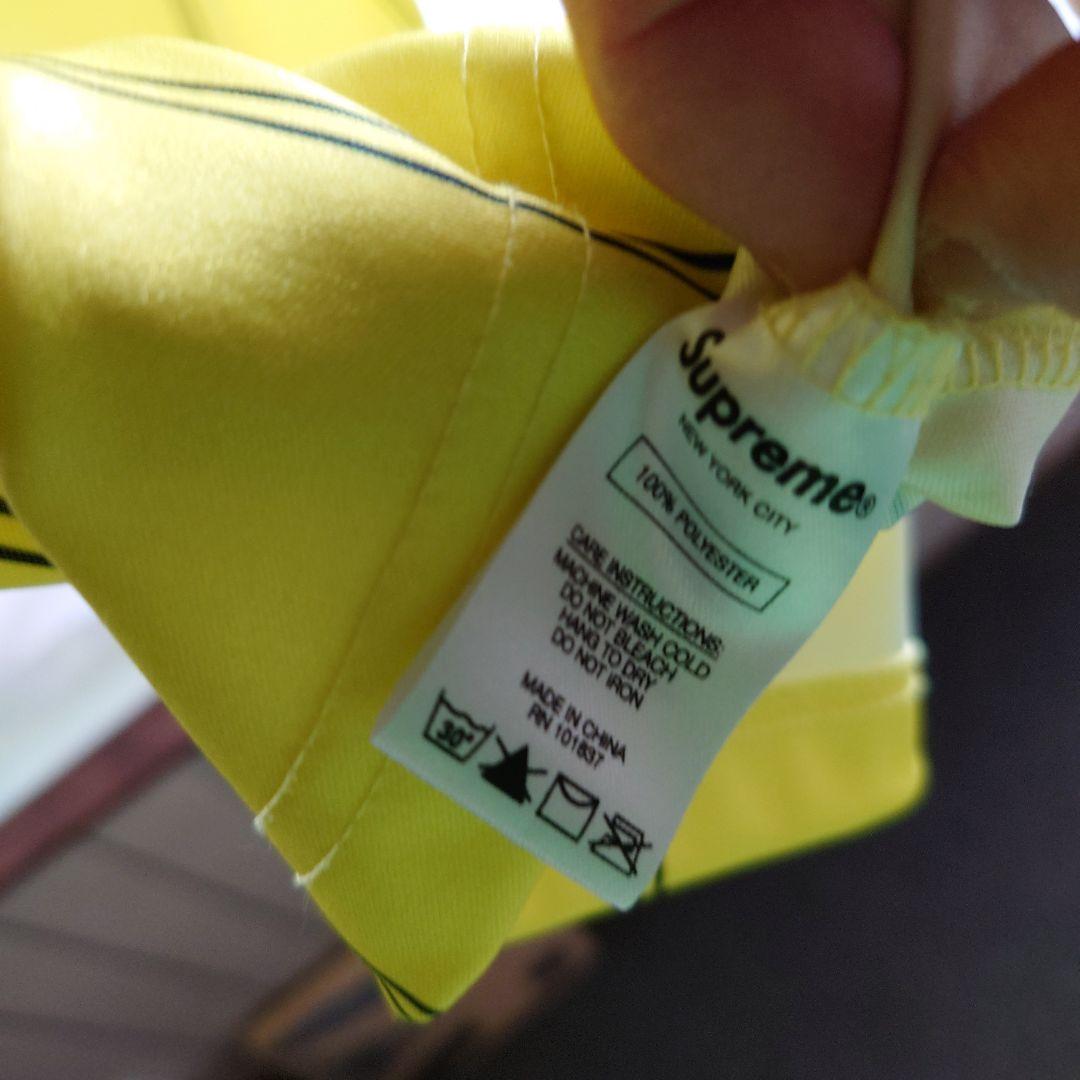 Supreme®
NEW YORK CITY
100% POLYESTER
CARE INSTRUCTIONS:
MACHINE WASH COLD
DO NOT BLEACH
HANG TO DRY
DO NOT IRON
MADE IN CHINA
RN 101837
30°